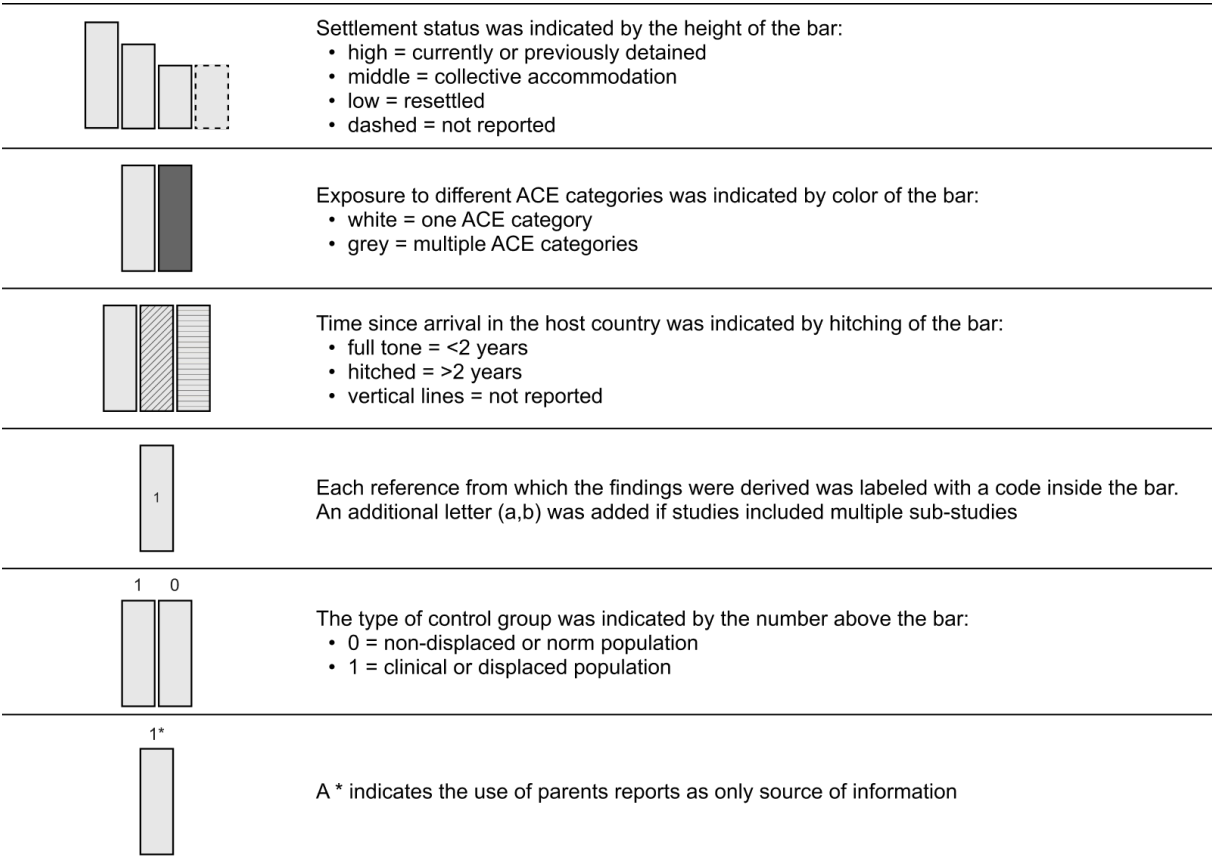 Settlement status was indicated by the height of the bar:
• high = currently or previously detained
• middle = collective accommodation
• low = resettled
• dashed = not reported
Exposure to different ACE categories was indicated by color of the bar:
• white = one ACE category
• grey = multiple ACE categories
Time since arrival in the host country was indicated by hitching of the bar:
• full tone = <2 years
• hitched = >2 years
• vertical lines = not reported
1
Each reference from which the findings were derived was labeled with a code inside the bar.
An additional letter (a,b) was added if studies included multiple sub-studies
1 0
The type of control group was indicated by the number above the bar:
• 0 = non-displaced or norm population
• 1 = clinical or displaced population
1*
A * indicates the use of parents reports as only source of information